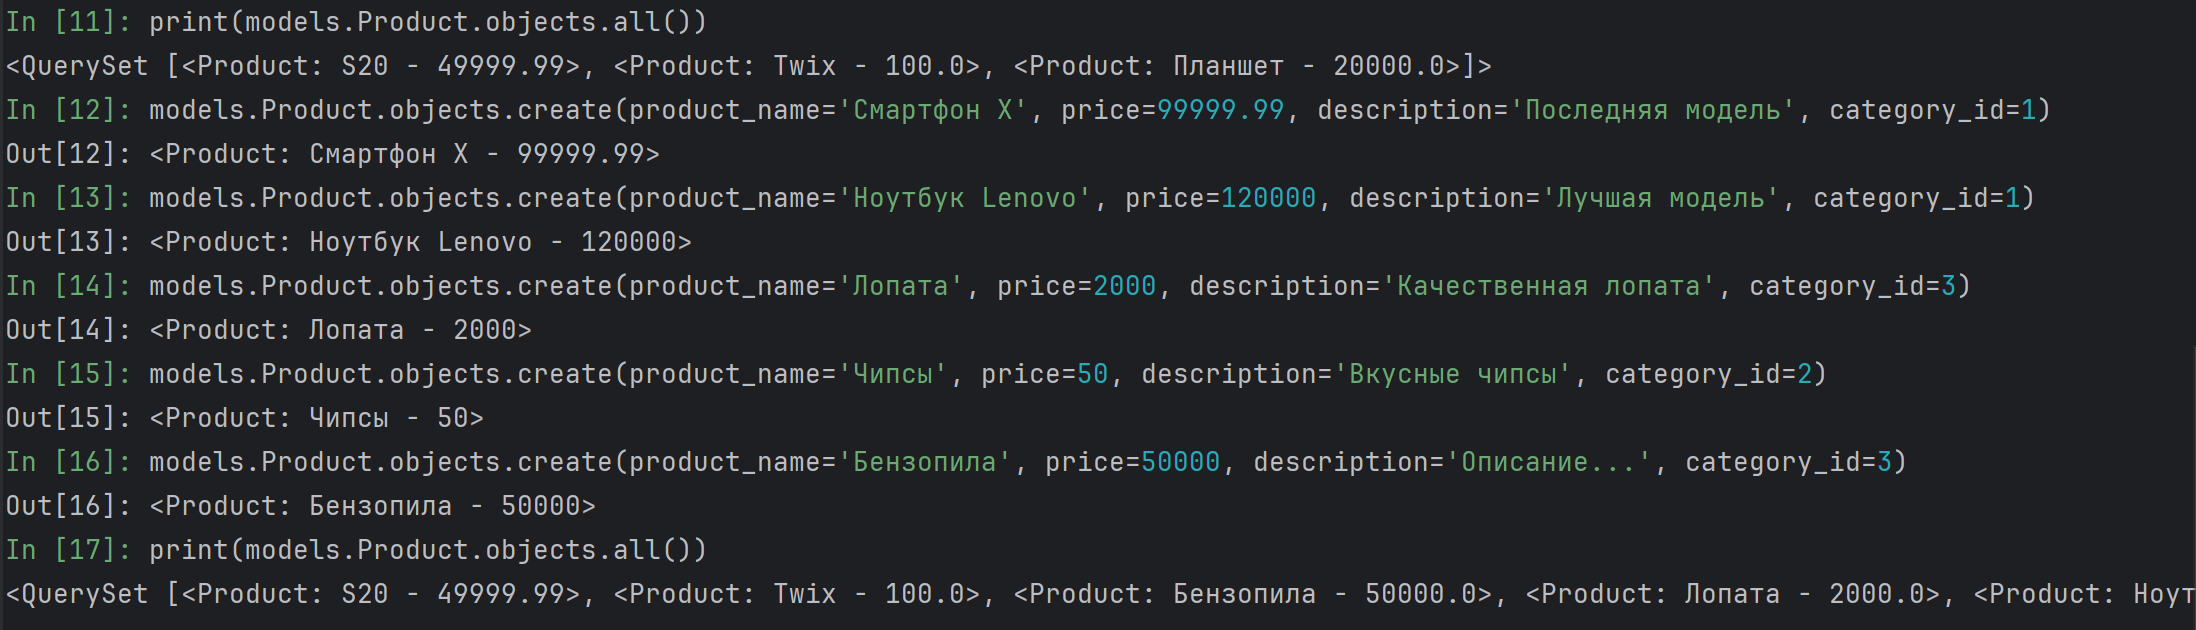 In [11]: print(models.Product.objects.all())
<QuerySet [<Product: S20 - 49999.99>, <Product: Twix - 100.0>, <Product: Планшет - 20000.0>]>
In [12]: models.Product.objects.create(product_name='Смартфон X', price=99999.99, description='Последняя модель', category_id=1)
Out[12]: <Product: Смартфон X - 99999.99>
In [13]: models.Product.objects.create(product_name='Ноутбук Lenovo', price=120000, description='Лучшая модель', category_id=1)
Out[13]: <Product: Ноутбук Lenovo - 120000>
In [14]: models.Product.objects.create(product_name='Лопата', price=2000, description='Качественная лопата', category_id=3)
Out[14]: <Product: Лопата - 2000>
In [15]: models.Product.objects.create(product_name='Чипсы', price=50, description='Вкусные чипсы', category_id=2)
Out[15]: <Product: Чипсы - 50>
In [16]: models.Product.objects.create(product_name='Бензопила', price=50000, description='Описание...', category_id=3)
Out[16]: <Product: Бензопила - 50000>
In [17]: print(models.Product.objects.all())
<QuerySet [<Product: S20 - 49999.99>, <Product: Twix - 100.0>, <Product: Бензопила - 50000.0>, <Product: Лопата - 2000.0>, <Product: Ноут